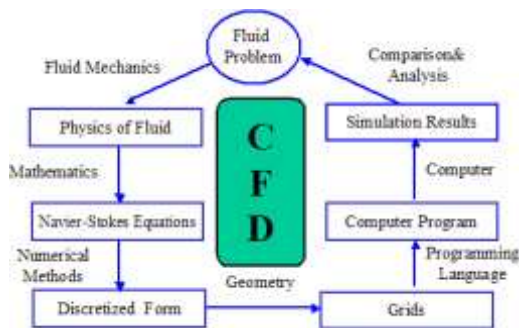 Fluid
Problem
Fluid Mechanics
Comparison&
Analysis
Physics of Fluid
Simulation Results
C
F
D
Mathematics
Computer
Navier-Stokes Equations
Computer Program
Numerical
Methods
Programming
Language
Geometry
Discretized Form
Grids